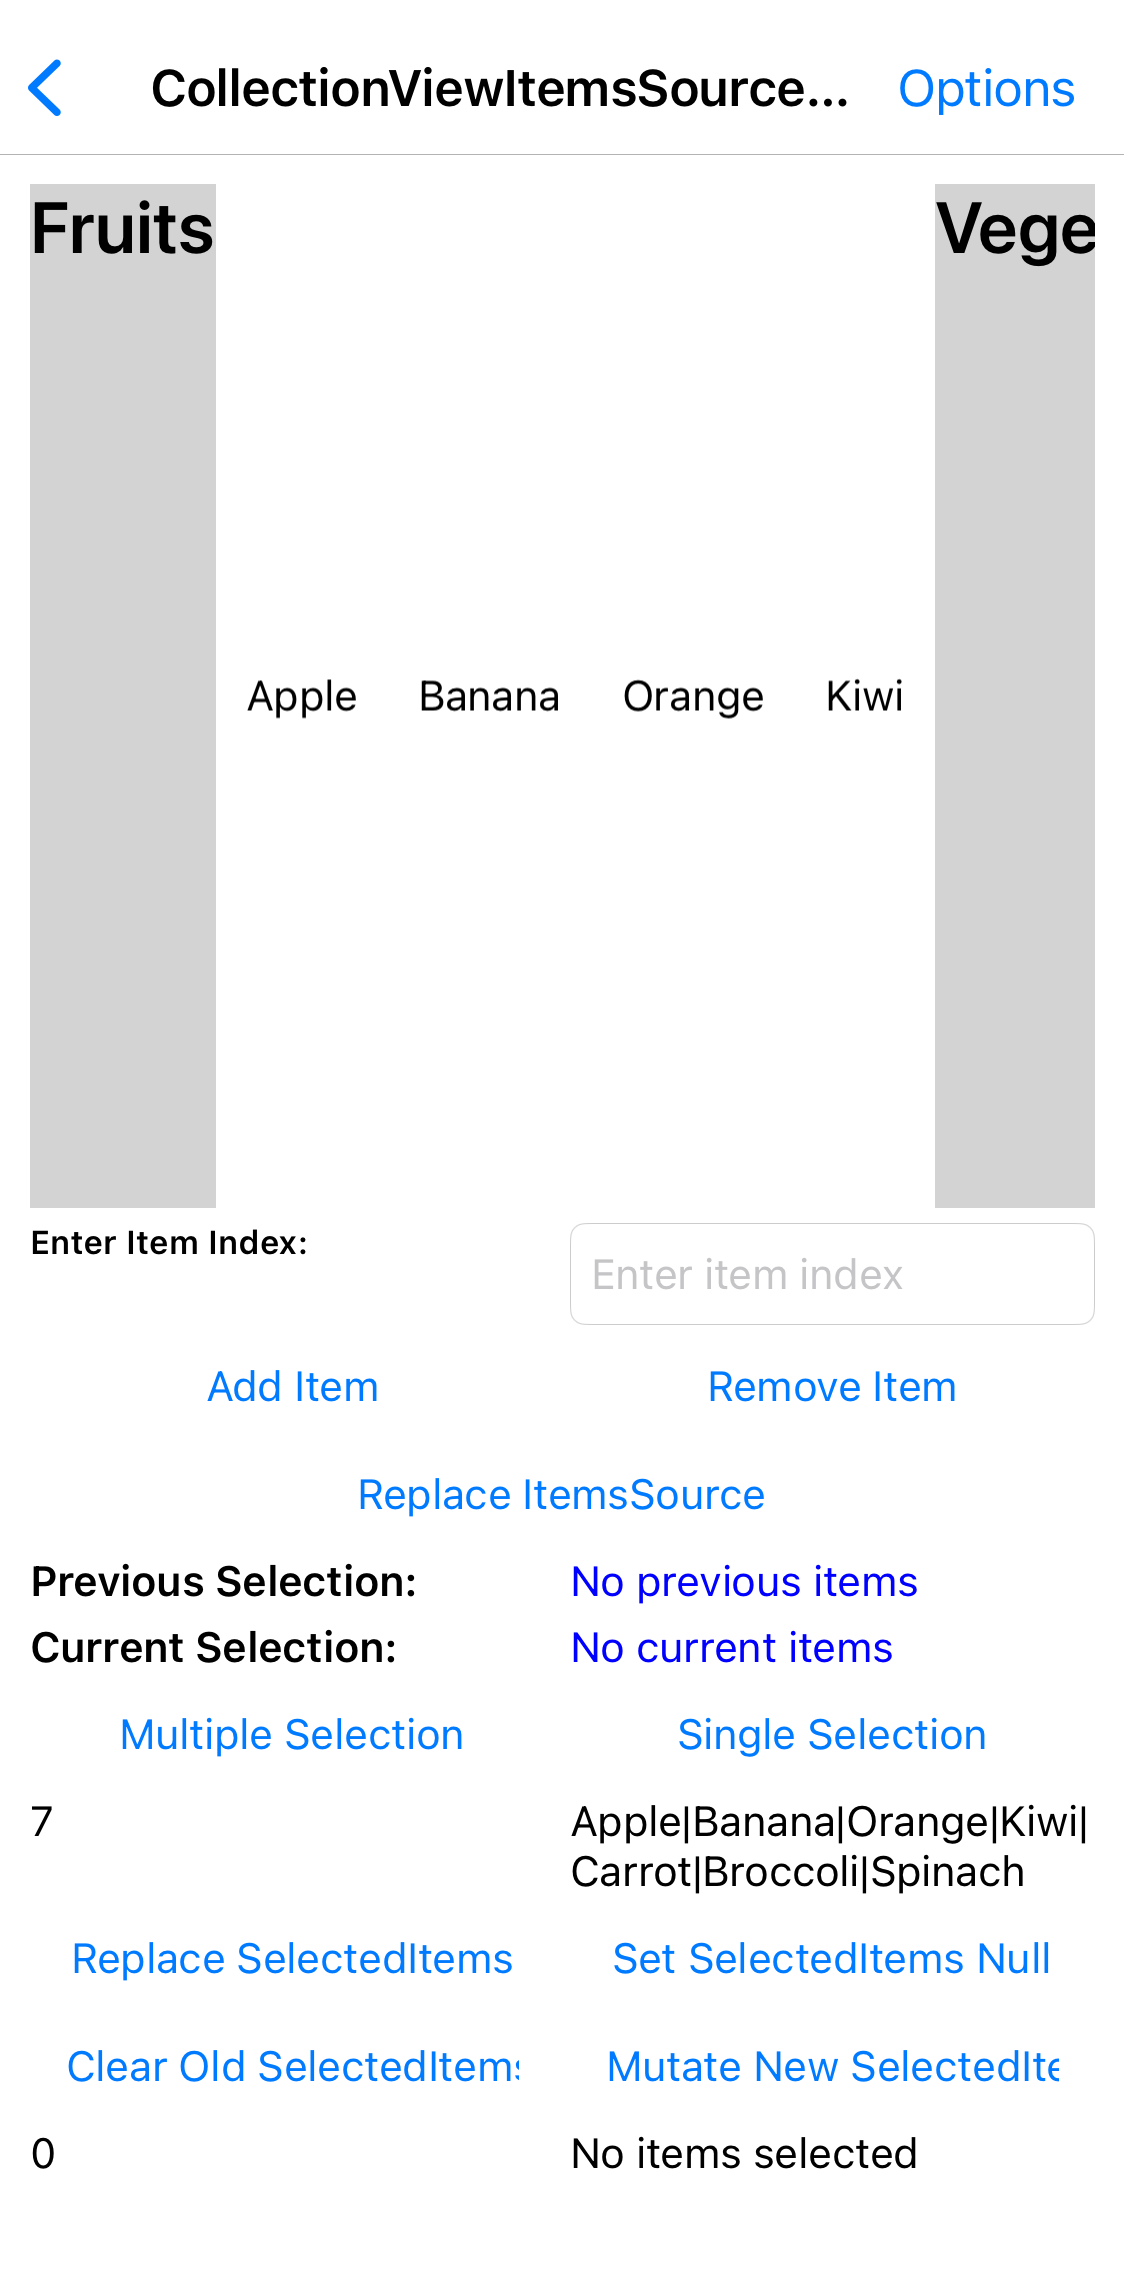 CollectionViewItemsSource...
Options
Fruits
Vege
Apple
Banana
Orange
Kiwi
Enter Item Index:
Enter item index
Add Item
Remove Item
Replace ItemsSource
Previous Selection:
No previous items
Current Selection:
No current items
Multiple Selection
Single Selection
7
Apple|Banana|Orange|Kiwi|
Carrot|Broccoli|Spinach
Replace SelectedItems
Set SelectedItems Null
Clear Old SelectedItems
Mutate New SelectedIte
0
No items selected